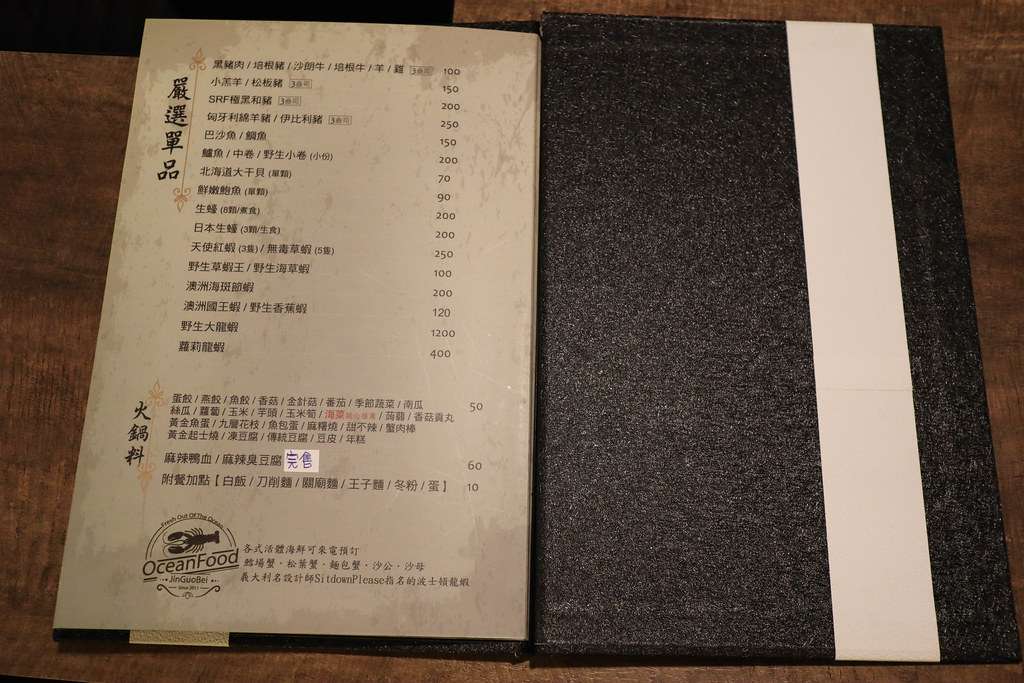 嚴選單品
黑豬肉 / 培根豬 / 沙朗牛 / 培根牛 / 羊 / 雞 3盎司 100
小羔羊 / 松板豬 3盎司 150
SRF極黑和豬 3盎司 200
匈牙利綿羊豬 / 伊比利豬 3盎司 250
巴沙魚 / 鯛魚 150
鱸魚 / 中卷 / 野生小卷 (小份) 200
北海道大干貝 (單顆) 70
鮮嫩鮑魚 (單顆) 90
生蠔 (8顆/煮食) 200
日本生蠔 (3顆/生食) 200
天使紅蝦 (3隻) / 無毒草蝦 (5隻) 250
野生草蝦王 / 野生海草蝦 100
澳洲海斑節蝦 200
澳洲國王蝦 / 野生香蕉蝦 120
野生大龍蝦 1200
蘿莉龍蝦 400
火鍋料
蛋餃 / 燕餃 / 魚餃 / 香菇 / 金針菇 / 番茄 / 季節蔬菜 / 南瓜 50
絲瓜 / 蘿蔔 / 玉米 / 芋頭 / 玉米筍 / 海菜 / 蒟蒻 / 香菇貢丸
黃金魚蛋 / 九層花枝 / 魚包蛋 / 麻糬燒 / 甜不辣 / 蟹肉棒
黃金起士燒 / 凍豆腐 / 傳統豆腐 / 豆皮 / 年糕
麻辣鴨血 / 麻辣臭豆腐 完售 60
附餐加點【白飯 / 刀削麵 / 關廟麵 / 王子麵 / 冬粉 / 蛋】 10
Fresh Out Of The Ocean
OceanFood
JinGuoBei
Since 2011
各式活體海鮮可來電預訂
鱈場蟹．松葉蟹．麵包蟹．沙公．沙母
義大利名設計師SitdownPlease指名的波士頓龍蝦